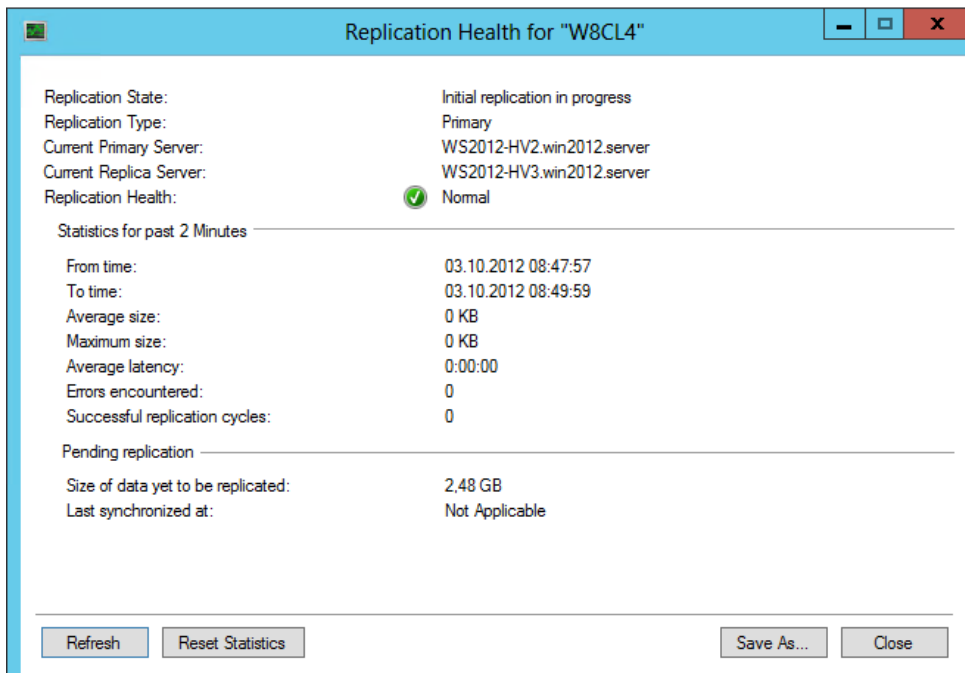 Replication Health for "W8CL4"
Replication State: Initial replication in progress
Replication Type: Primary
Current Primary Server: WS2012-HV2.win2012.server
Current Replica Server: WS2012-HV3.win2012.server
Replication Health: Normal
Statistics for past 2 Minutes
From time: 03.10.2012 08:47:57
To time: 03.10.2012 08:49:59
Average size: 0 KB
Maximum size: 0 KB
Average latency: 0:00:00
Errors encountered: 0
Successful replication cycles: 0
Pending replication
Size of data yet to be replicated: 2,48 GB
Last synchronized at: Not Applicable
Refresh Reset Statistics Save As... Close